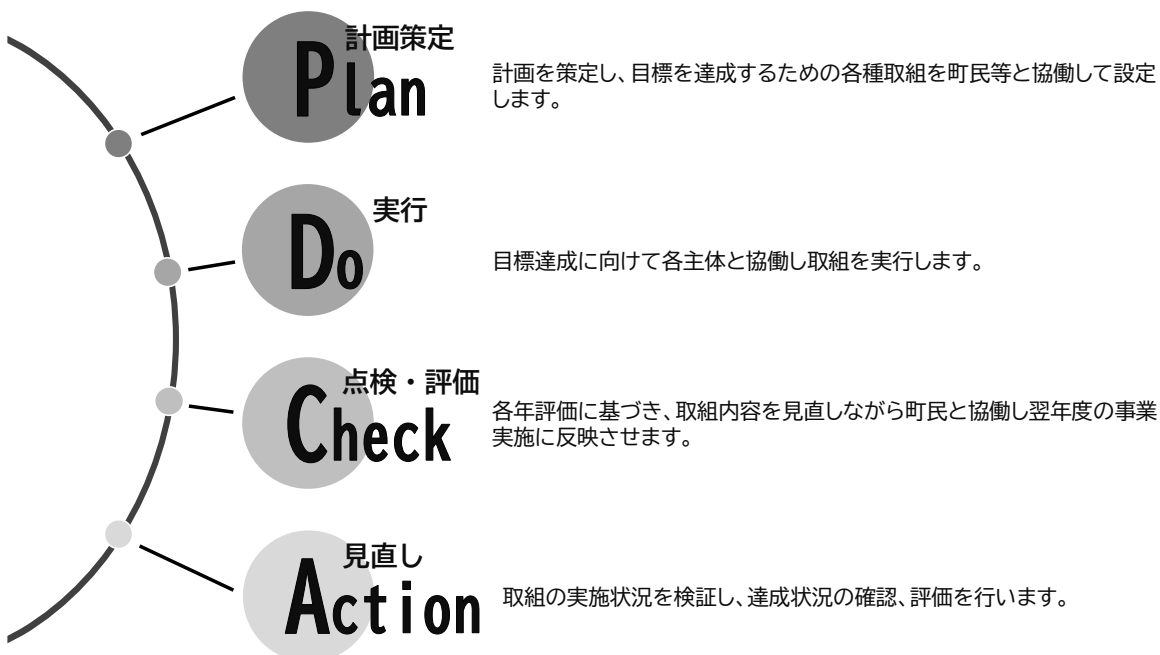 計画策定
Plan
計画を策定し、目標を達成するための各種取組を町民等と協働して設定
します。
実行
Do
目標達成に向けて各主体と協働し取組を実行します。
点検・評価
Check
各年評価に基づき、取組内容を見直しながら町民と協働し翌年度の事業
実施に反映させます。
見直し
Action
取組の実施状況を検証し、達成状況の確認、評価を行います。